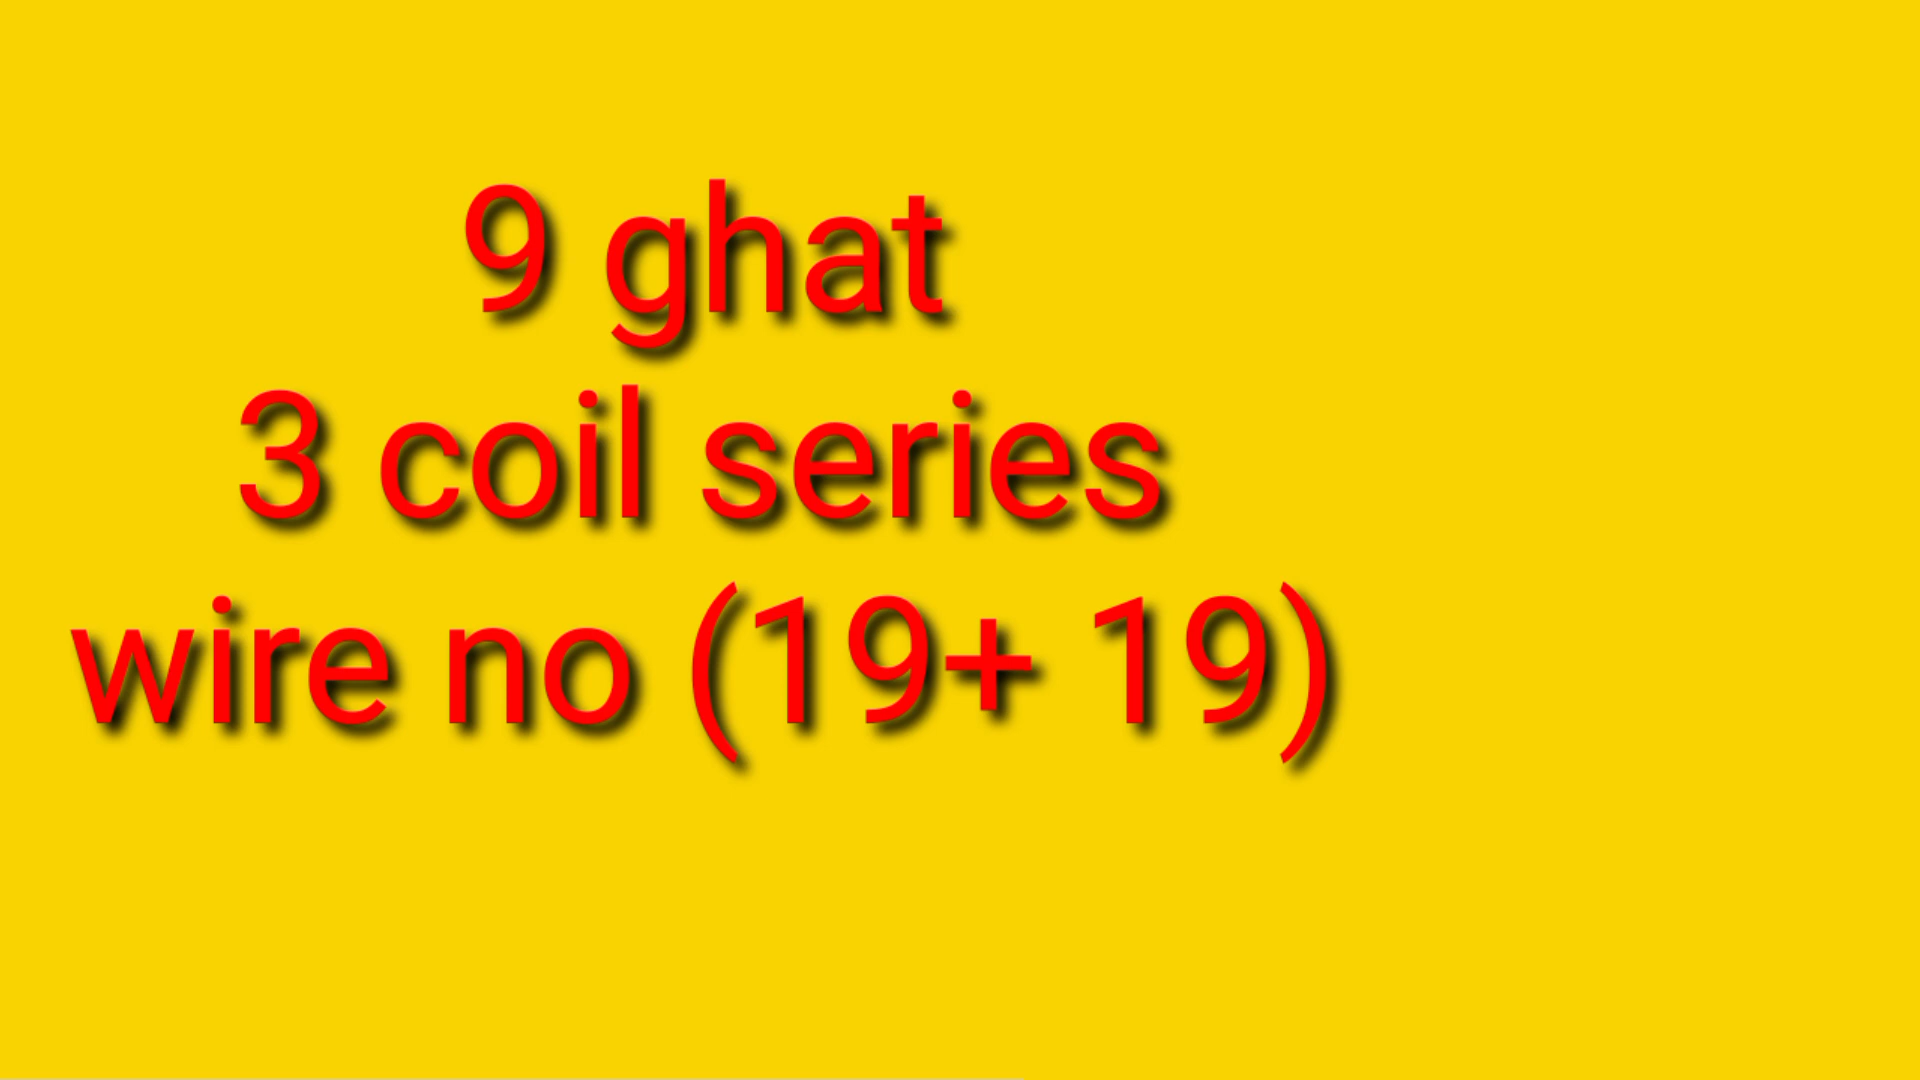 9 ghat
3 coil series
wire no (19+ 19)